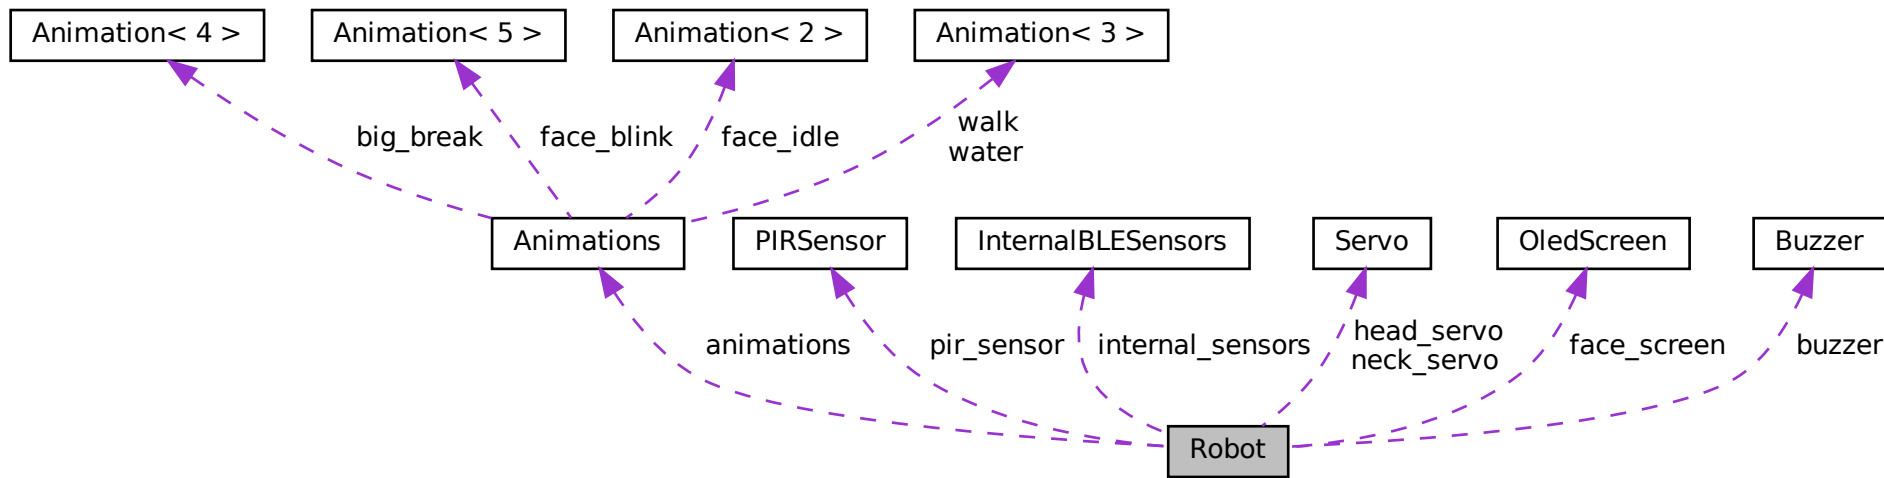 Animation< 4 >
Animation< 5 >
Animation< 2 >
Animation< 3 >
big_break
face_blink
face_idle
walk
water
Animations
PIRSensor
InternalBLESensors
Servo
OledScreen
Buzzer
animations
pir_sensor
internal_sensors
head_servo
neck_servo
face_screen
buzzer
Robot